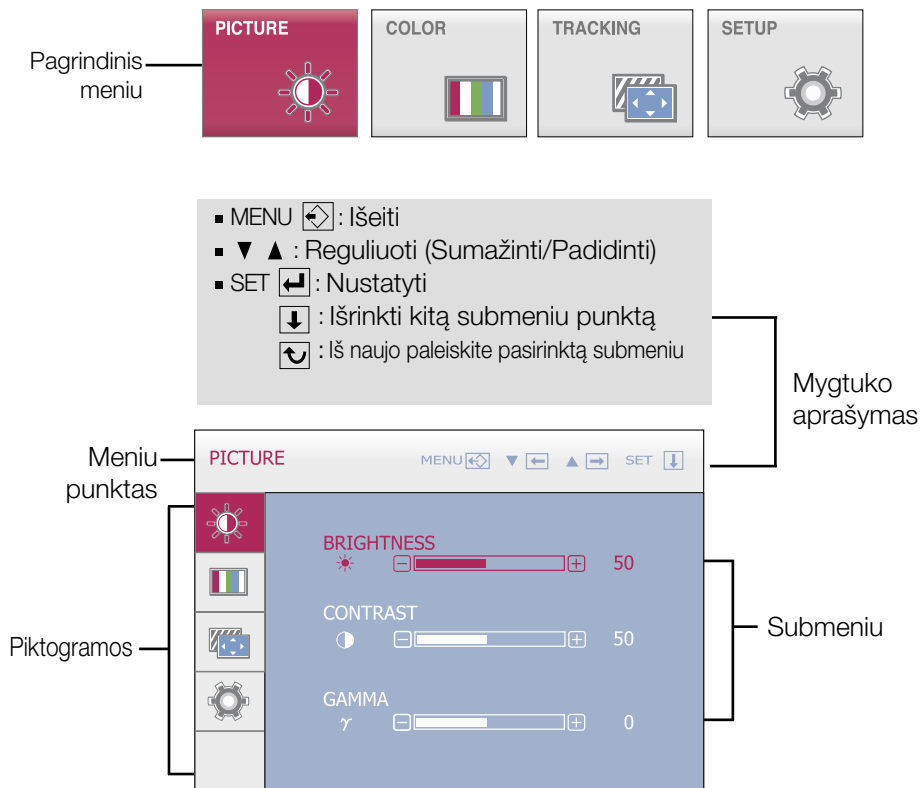 PICTURE
COLOR
TRACKING
SETUP
Pagrindinis
meniu
MENU : Išeiti
▼ ▲ : Reguliuoti (Sumažinti/Padidinti)
SET : Nustatyti
: Išrinkti kitą submeniu punktą
: Iš naujo paleiskite pasirinktą submeniu
Mygtuko
aprašymas
Meniu
punktas
PICTURE
MENU ▼ ▲ SET
BRIGHTNESS
50
CONTRAST
50
GAMMA
γ 0
Piktogramos
Submeniu